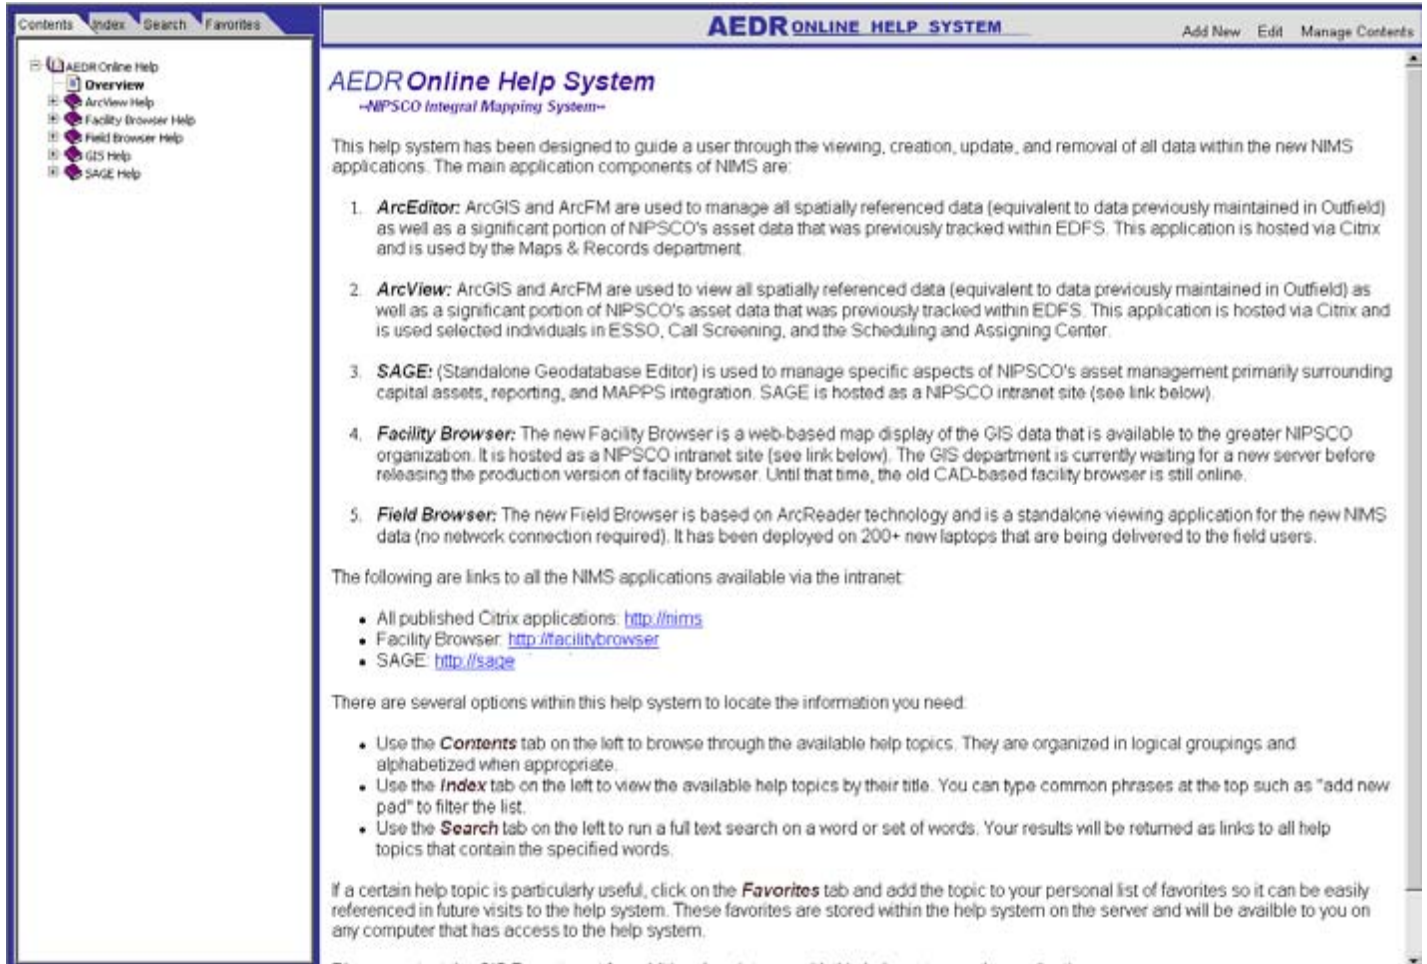 Contents Index Search Favorites
AEDR ONLINE HELP SYSTEM
Add New Edit Manage Contents
AEDR Online Help
Overview
ArcView Help
Facility Browser Help
Field Browser Help
GIS Help
SAGE Help
AEDR Online Help System
--NIPSCO Integral Mapping System--
This help system has been designed to guide a user through the viewing, creation, update, and removal of all data within the new NIMS
applications. The main application components of NIMS are:
1. ArcEditor: ArcGIS and ArcFM are used to manage all spatially referenced data (equivalent to data previously maintained in Outfield)
as well as a significant portion of NIPSCO's asset data that was previously tracked within EDFS. This application is hosted via Citrix
and is used by the Maps & Records department.
2. ArcView: ArcGIS and ArcFM are used to view all spatially referenced data (equivalent to data previously maintained in Outfield) as
well as a significant portion of NIPSCO's asset data that was previously tracked within EDFS. This application is hosted via Citrix and
is used selected individuals in ESSO, Call Screening, and the Scheduling and Assigning Center.
3. SAGE: (Standalone Geodatabase Editor) is used to manage specific aspects of NIPSCO's asset management primarily surrounding
capital assets, reporting, and MAPPS integration. SAGE is hosted as a NIPSCO intranet site (see link below).
4. Facility Browser: The new Facility Browser is a web-based map display of the GIS data that is available to the greater NIPSCO
organization. It is hosted as a NIPSCO intranet site (see link below). The GIS department is currently waiting for a new server before
releasing the production version of facility browser. Until that time, the old CAD-based facility browser is still online.
5. Field Browser: The new Field Browser is based on ArcReader technology and is a standalone viewing application for the new NIMS
data (no network connection required). It has been deployed on 200+ new laptops that are being delivered to the field users.
The following are links to all the NIMS applications available via the intranet:
• All published Citrix applications: http://nims
• Facility Browser: http://facilitybrowser
• SAGE: http://sage
There are several options within this help system to locate the information you need:
• Use the Contents tab on the left to browse through the available help topics. They are organized in logical groupings and
alphabetized when appropriate.
• Use the Index tab on the left to view the available help topics by their title. You can type common phrases at the top such as "add new
pad" to filter the list.
• Use the Search tab on the left to run a full text search on a word or set of words. Your results will be returned as links to all help
topics that contain the specified words.
If a certain help topic is particularly useful, click on the Favorites tab and add the topic to your personal list of favorites so it can be easily
referenced in future visits to the help system. These favorites are stored within the help system on the server and will be availble to you on
any computer that has access to the help system.